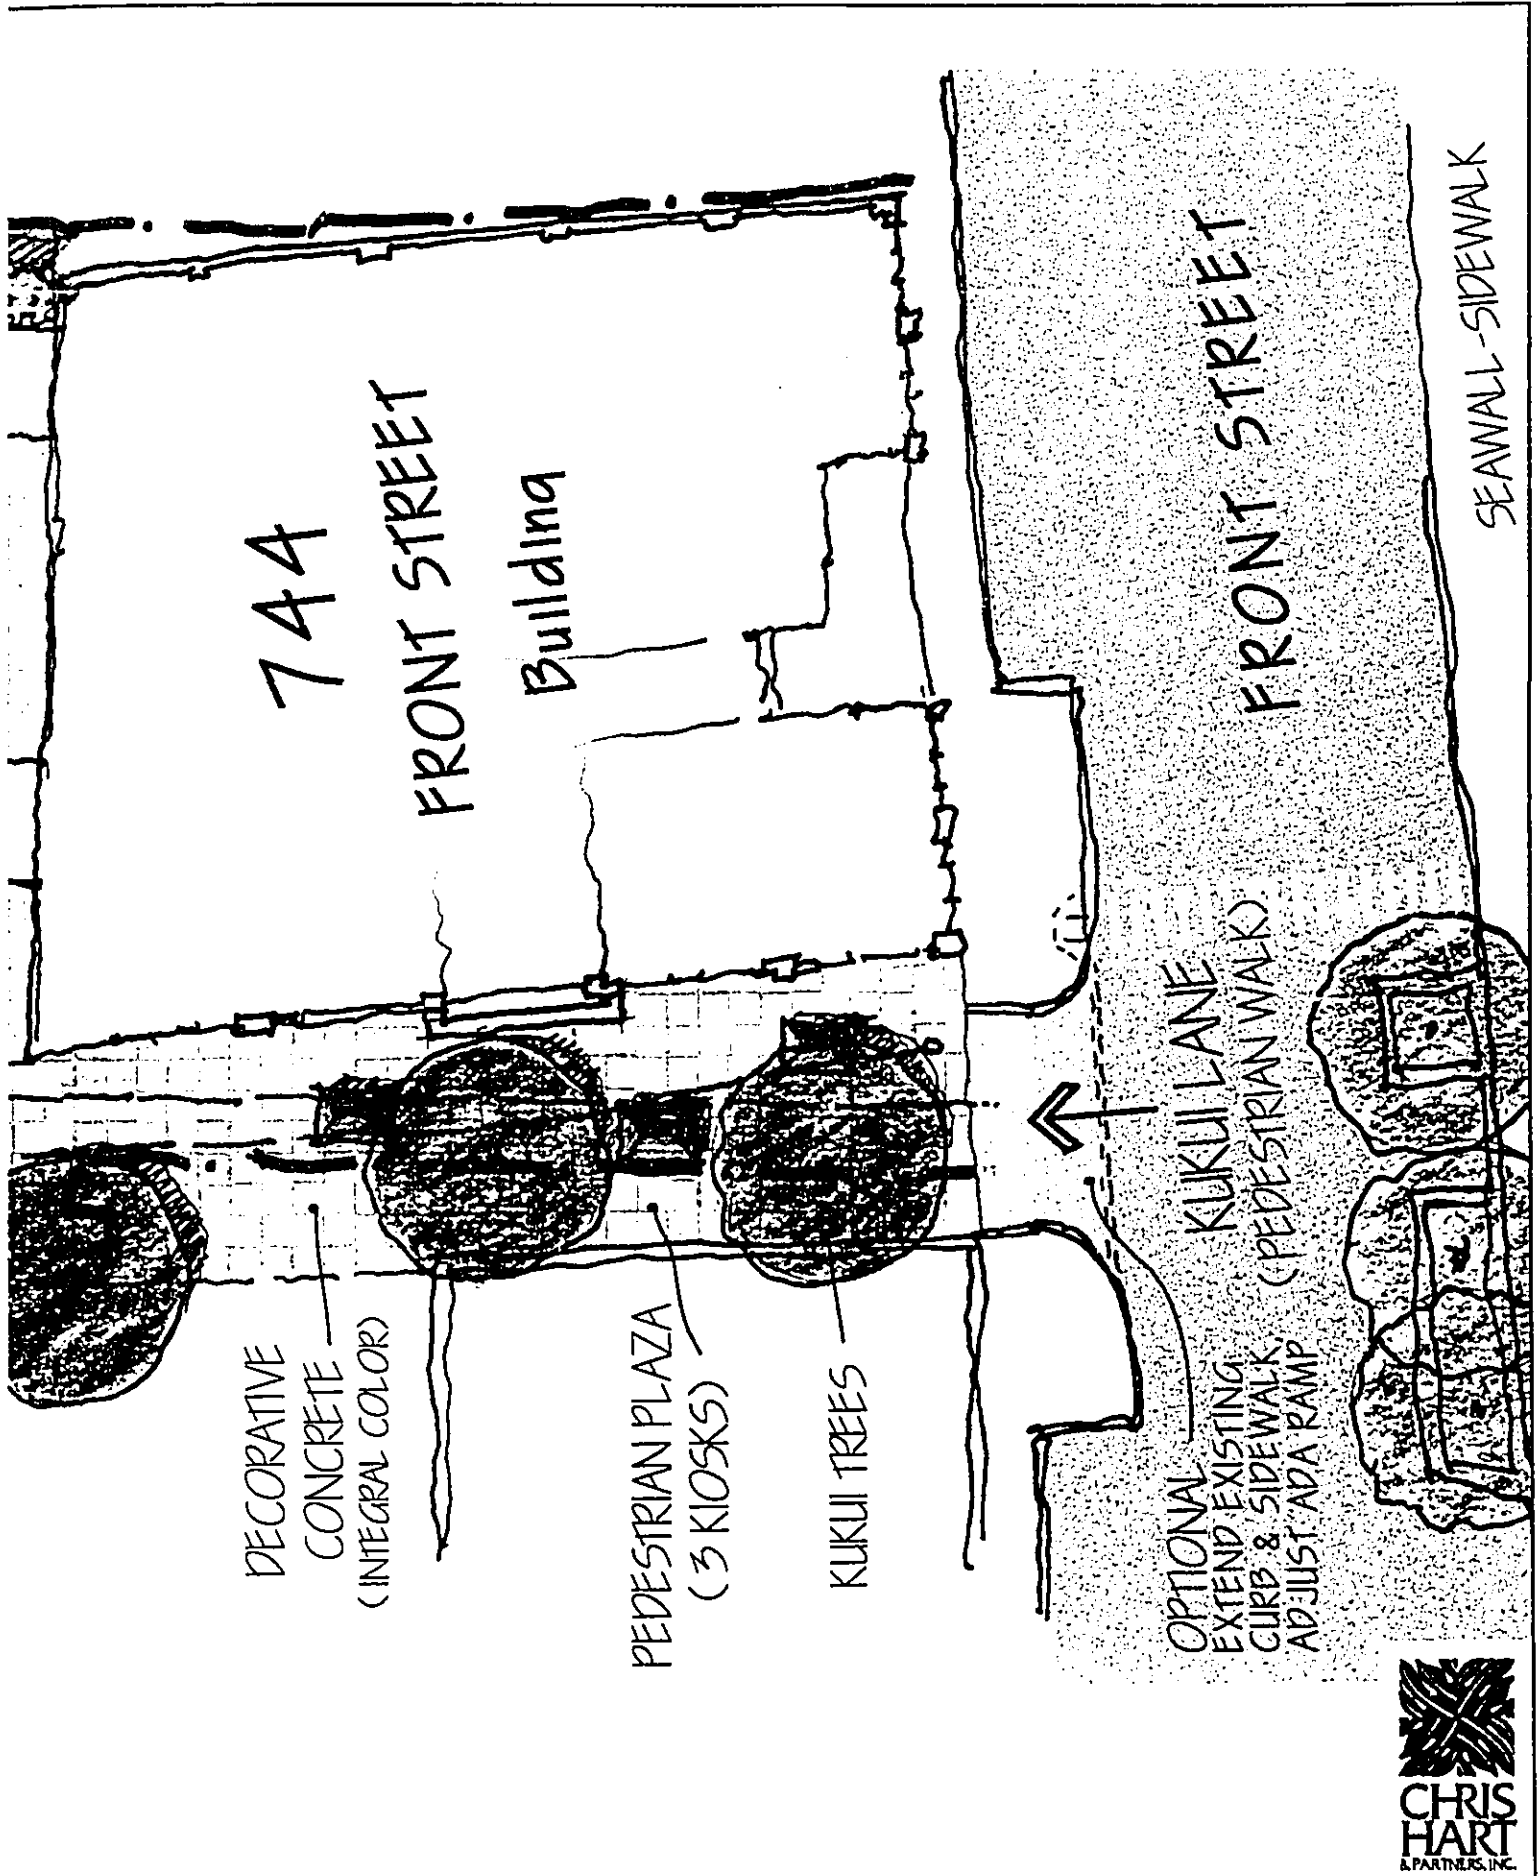 744
FRONT STREET
Building
FRONT STREET
SEAWALL-SIDEWALK
DECORATIVE
CONCRETE
(INTEGRAL COLOR)
PEDESTRIAN PLAZA
(3 KIOSKS)
KUKUI TREES
KUKUI LANE
(PEDESTRIAN WALK)
OPTIONAL
EXTEND EXISTING
CURB & SIDEWALK,
ADJUST ADA RAMP
CHRIS
HART
& PARTNERS, INC.